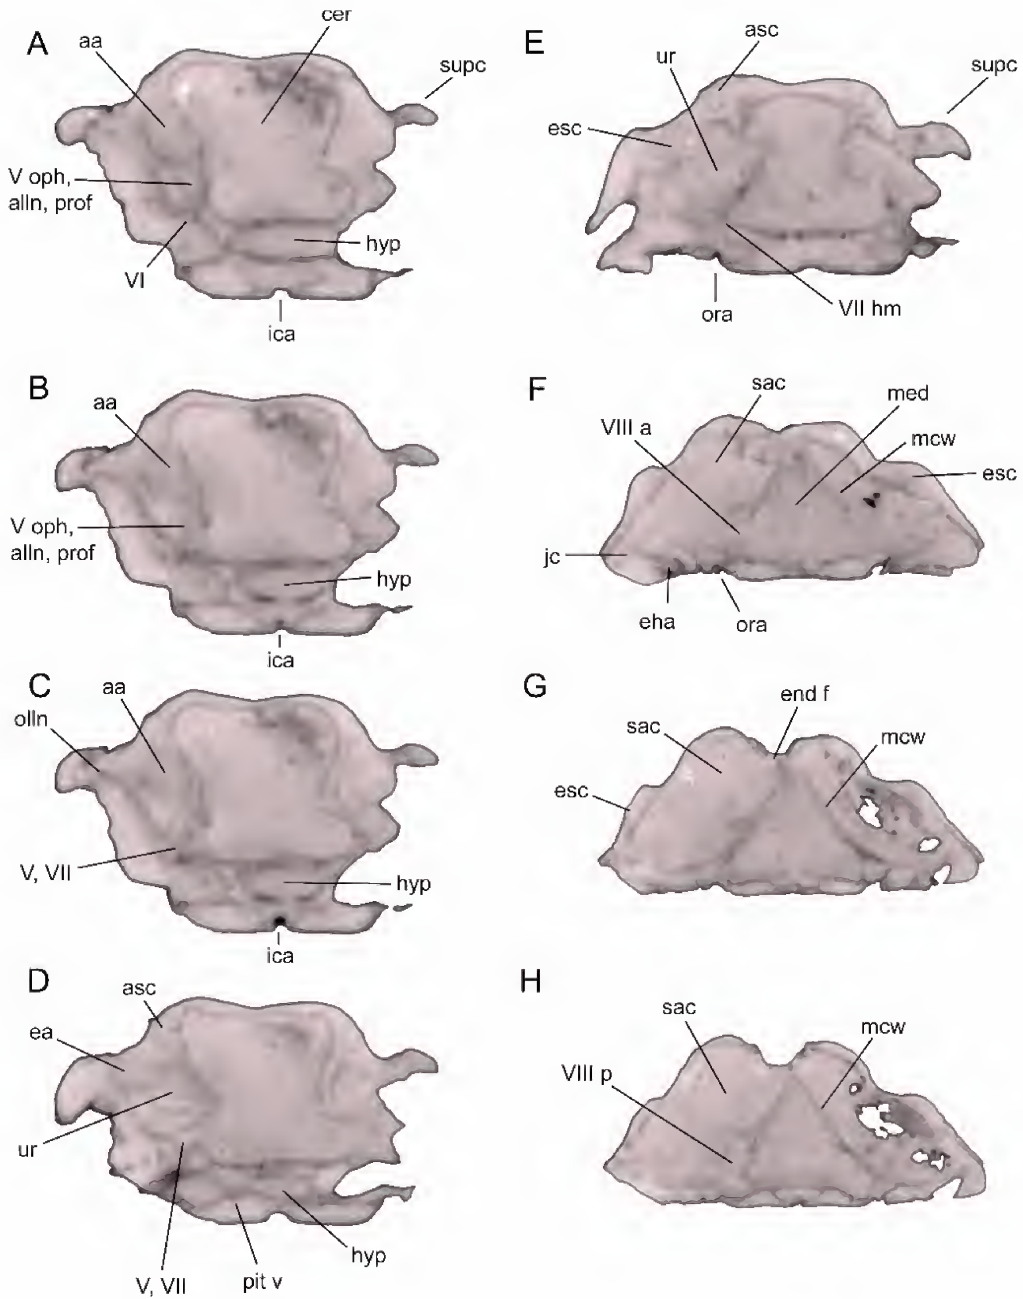 A
aa
cer
supc
V oph,
alln, prof
VI
hyp
ica
B
aa
V oph,
alln, prof
hyp
ica
C
aa
olln
V, VII
hyp
ica
D
asc
ea
ur
V, VII
pit v
hyp
E
asc
ur
supc
esc
ora
VII hm
F
sac
med
VIII a
mcw
esc
jc
eha
ora
G
end f
sac
mcw
esc
H
sac
mcw
VIII p